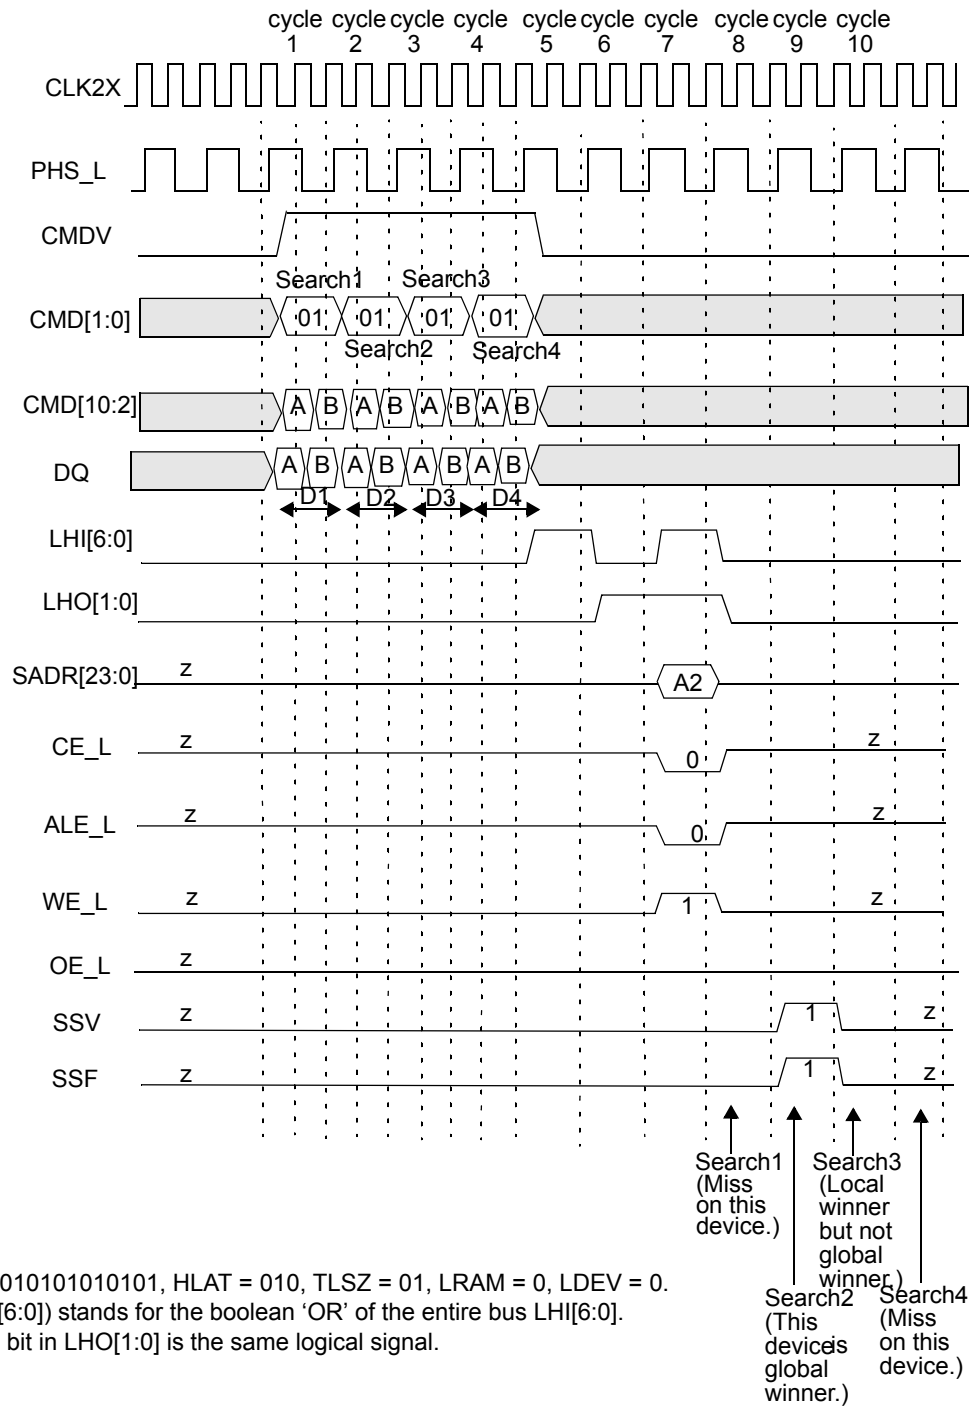 cycle cycle cycle cycle cycle cycle cycle cycle cycle cycle
1 2 3 4 5 6 7 8 9 10
CLK2X
PHS_L
CMDV
Search1 Search3
CMD[1:0] 01 01 01 01
Search2 Search4
CMD[10:2] A B A B A B A B
DQ A B A B A B A B
D1 D2 D3 D4
LHI[6:0]
LHO[1:0]
SADR[23:0] z A2
CE_L z 0 z
ALE_L z 0 z
WE_L z 1 z
OE_L z
SSV z 1 z
SSF z 1 z
Search1
(Miss
on this
device.)
Search3
(Local
winner
but not
global
winner.)
Search2
(This
device is
global
winner.)
Search4
(Miss
on this
device.)
010101010101, HLAT = 010, TLSZ = 01, LRAM = 0, LDEV = 0.
[6:0]) stands for the boolean ‘OR’ of the entire bus LHI[6:0].
bit in LHO[1:0] is the same logical signal.